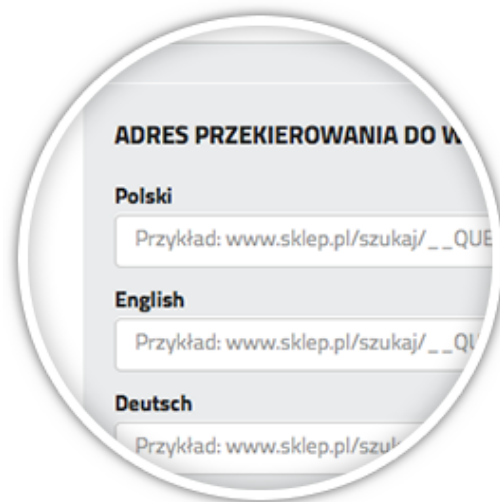 ADRES PRZEKIEROWANIA DO
Polski
Przykład: www.sklep.pl/szukaj/__QUE
English
Przykład: www.sklep.pl/szukaj/__QU
Deutsch
Przykład: www.sklep.pl/szuk